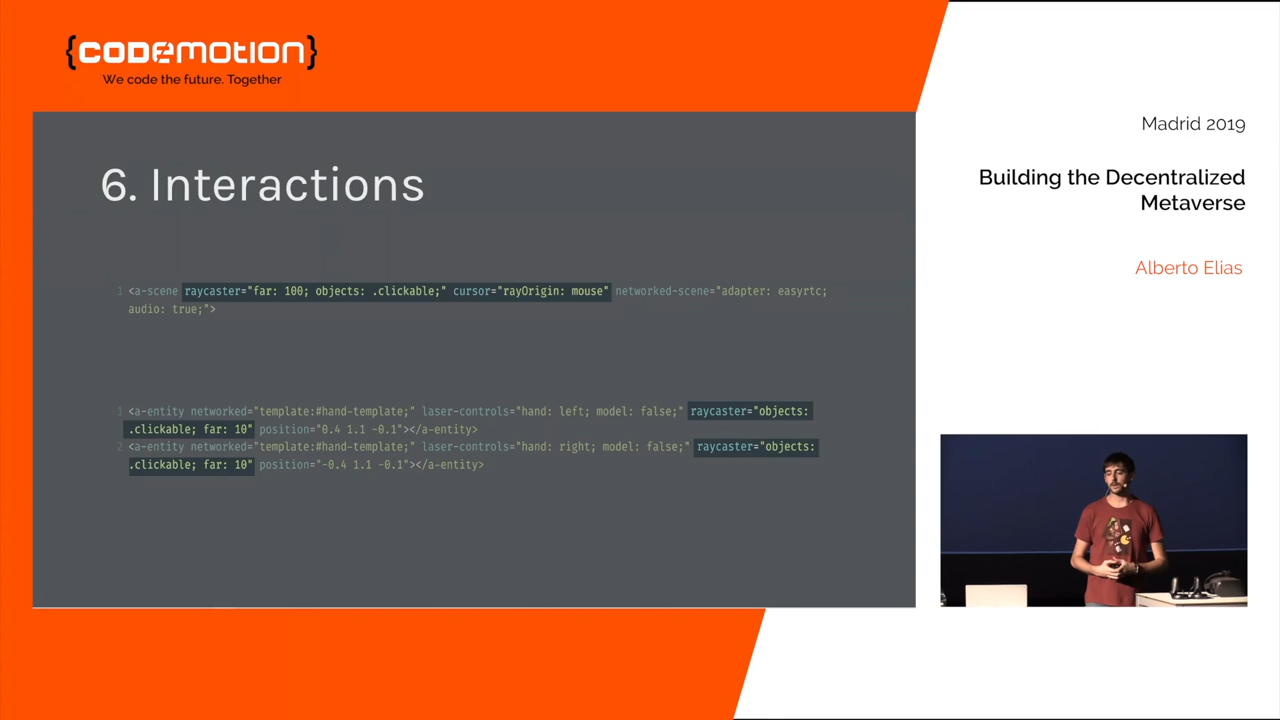 {CODEMOTION}
We code the future. Together
Madrid 2019
Building the Decentralized
Metaverse
Alberto Elias
6. Interactions
1 <a-scene raycaster="far: 100; objects: .clickable;" cursor="rayOrigin: mouse" networked-scene="adapter: easyrtc;
audio: true;">
1 <a-entity networked="template:#hand-template;" laser-controls="hand: left; model: false;" raycaster="objects:
.clickable; far: 10" position="0.4 1.1 -0.1"></a-entity>
2 <a-entity networked="template:#hand-template;" laser-controls="hand: right; model: false;" raycaster="objects:
.clickable; far: 10" position="-0.4 1.1 -0.1"></a-entity>